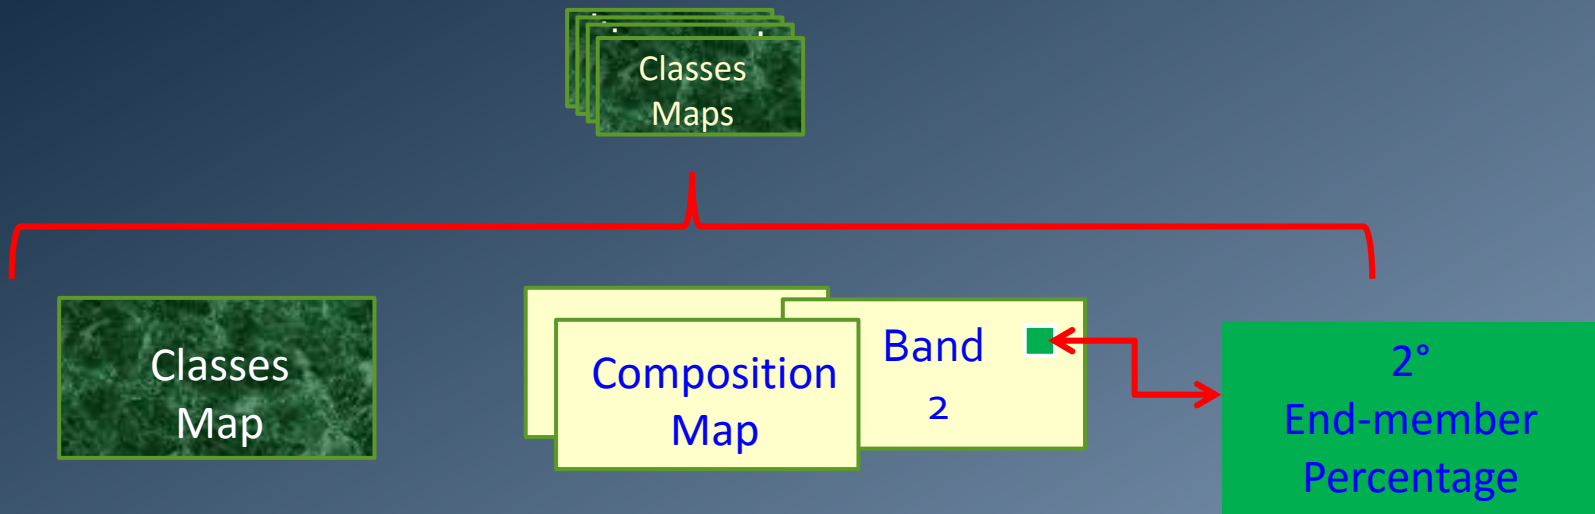 Classes
Maps
Classes
Map
Composition
Map
Band
2
2°
End-member
Percentage